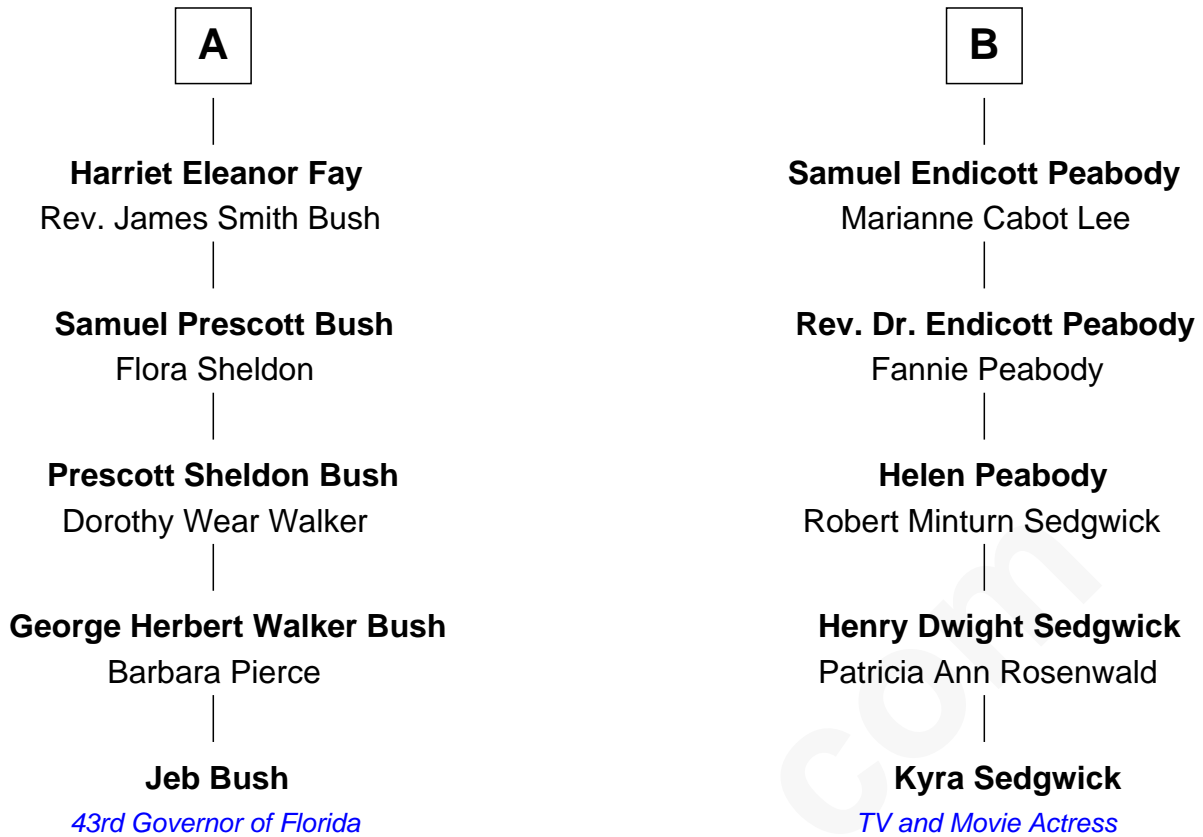 A
Harriet Eleanor Fay
Rev. James Smith Bush
Samuel Prescott Bush
Flora Sheldon
Prescott Sheldon Bush
Dorothy Wear Walker
George Herbert Walker Bush
Barbara Pierce
Jeb Bush
43rd Governor of Florida
B
Samuel Endicott Peabody
Marianne Cabot Lee
Rev. Dr. Endicott Peabody
Fannie Peabody
Helen Peabody
Robert Minturn Sedgwick
Henry Dwight Sedgwick
Patricia Ann Rosenwald
Kyra Sedgwick
TV and Movie Actress
com